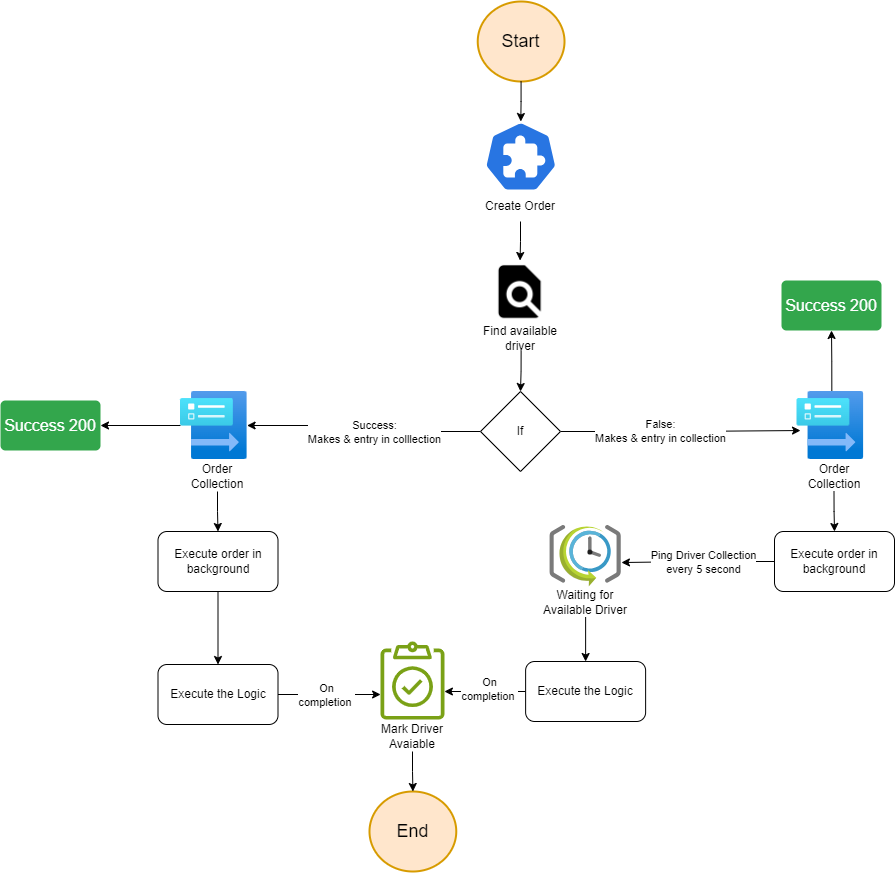 Start
Create Order
Find available
driver
If
Success:
Makes & entry in colllection
False:
Makes & entry in collection
Success 200
Success 200
Order
Collection
Order
Collection
Execute order in
background
Waiting for
Available Driver
Ping Driver Collection
every 5 second
Execute order in
background
Execute the Logic
On
completion
Mark Driver
Avaiable
On
completion
Execute the Logic
End